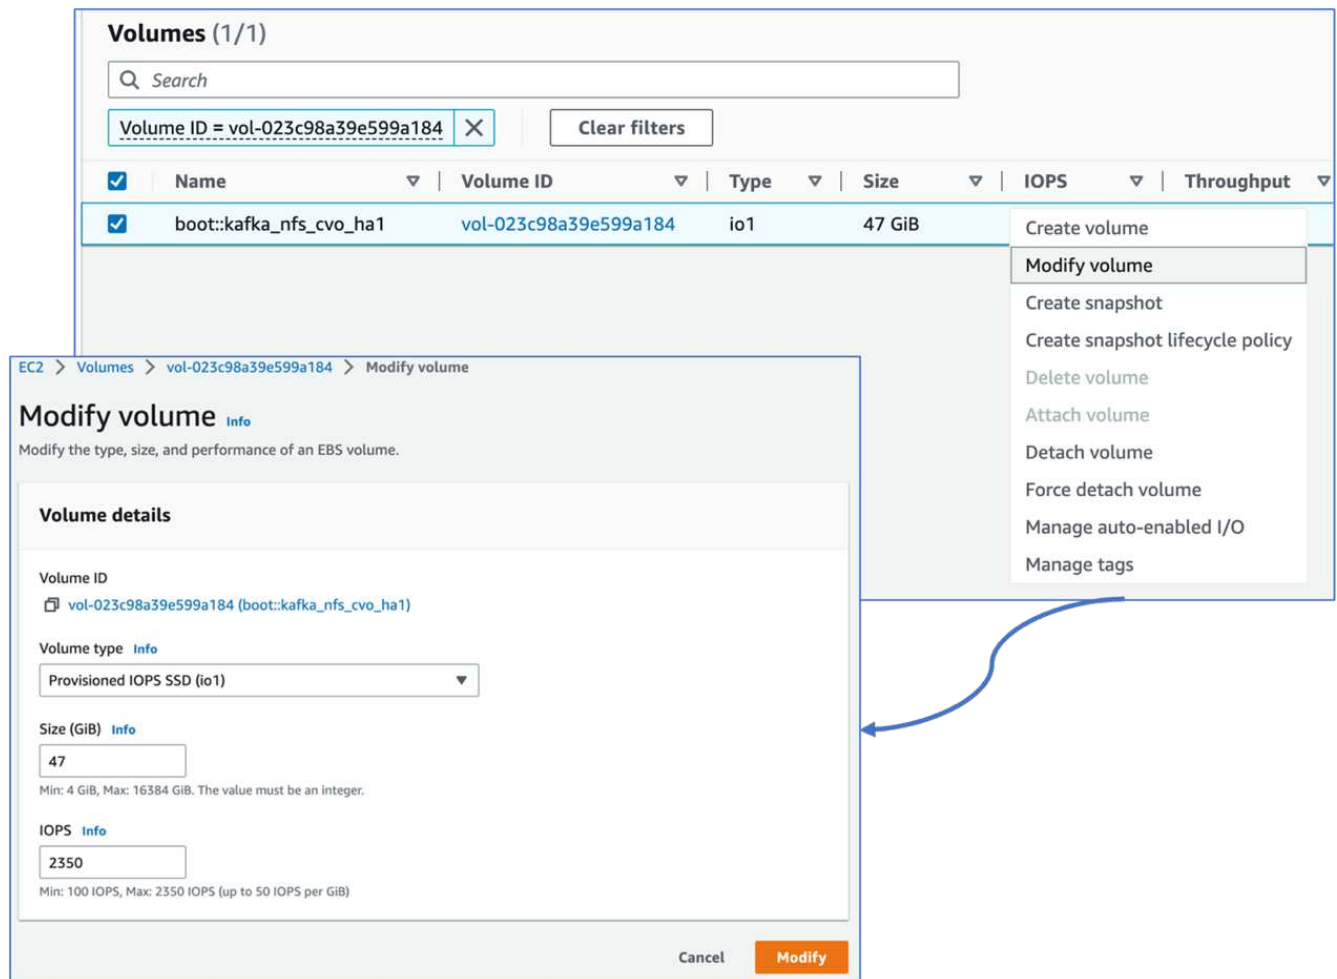 Volumes (1/1)
Search
Volume ID = vol-023c98a39e599a184
Clear filters
Name Volume ID Type Size IOPS Throughput
boot::kafka_nfs_cvo_ha1 vol-023c98a39e599a184 io1 47 GiB
Create volume
Modify volume
Create snapshot
Create snapshot lifecycle policy
Delete volume
Attach volume
Detach volume
Force detach volume
Manage auto-enabled I/O
Manage tags
EC2 > Volumes > vol-023c98a39e599a184 > Modify volume
Modify volume Info
Modify the type, size, and performance of an EBS volume.
Volume details
Volume ID
vol-023c98a39e599a184 (boot::kafka_nfs_cvo_ha1)
Volume type Info
Provisioned IOPS SSD (io1)
Size (GiB) Info
47
Min: 4 GiB, Max: 16384 GiB. The value must be an integer.
IOPS Info
2350
Min: 100 IOPS, Max: 2350 IOPS (up to 50 IOPS per GiB)
Cancel Modify